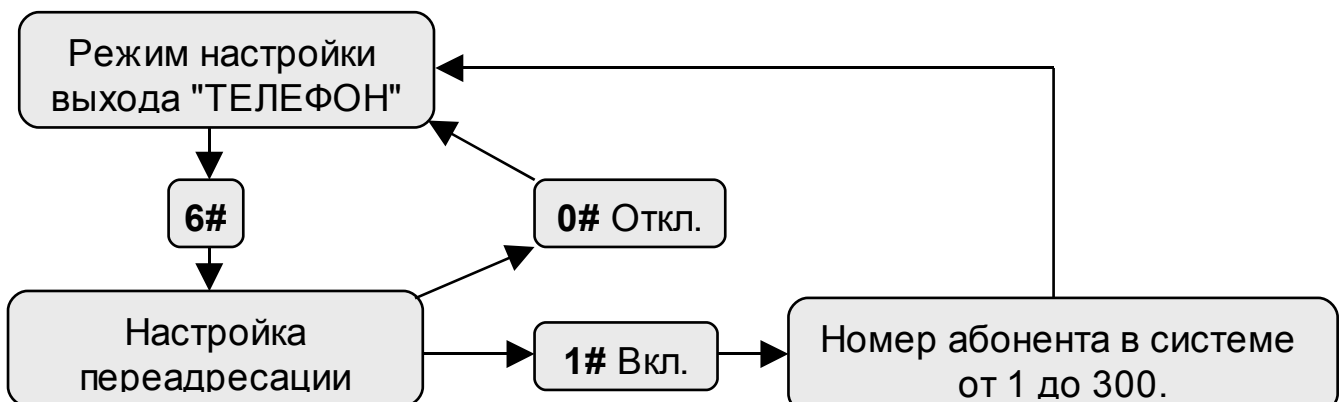 Режим настройки
выхода "ТЕЛЕФОН"
6#
0# Откл.
Настройка
переадресации
1# Вкл.
Номер абонента в системе
от 1 до 300.